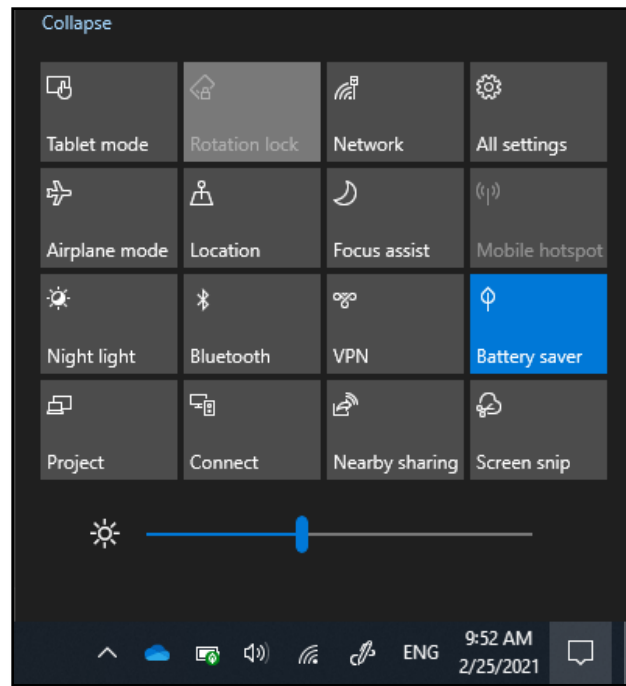 Collapse
Tablet mode Rotation lock Network All settings
Airplane mode Location Focus assist Mobile hotspot
Night light Bluetooth VPN Battery saver
Project Connect Nearby sharing Screen snip
ENG 9:52 AM
2/25/2021